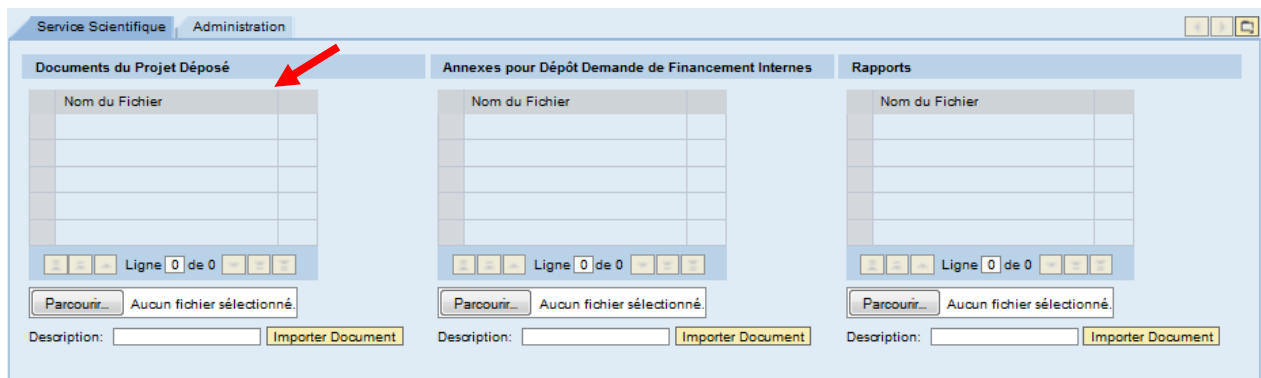 Service Scientifique Administration
Documents du Projet Déposé
Nom du Fichier
Ligne 0 de 0
Parcourir... Aucun fichier sélectionné.
Description: Importer Document
Annexes pour Dépôt Demande de Financement Internes
Nom du Fichier
Ligne 0 de 0
Parcourir... Aucun fichier sélectionné.
Description: Importer Document
Rapports
Nom du Fichier
Ligne 0 de 0
Parcourir... Aucun fichier sélectionné.
Description: Importer Document